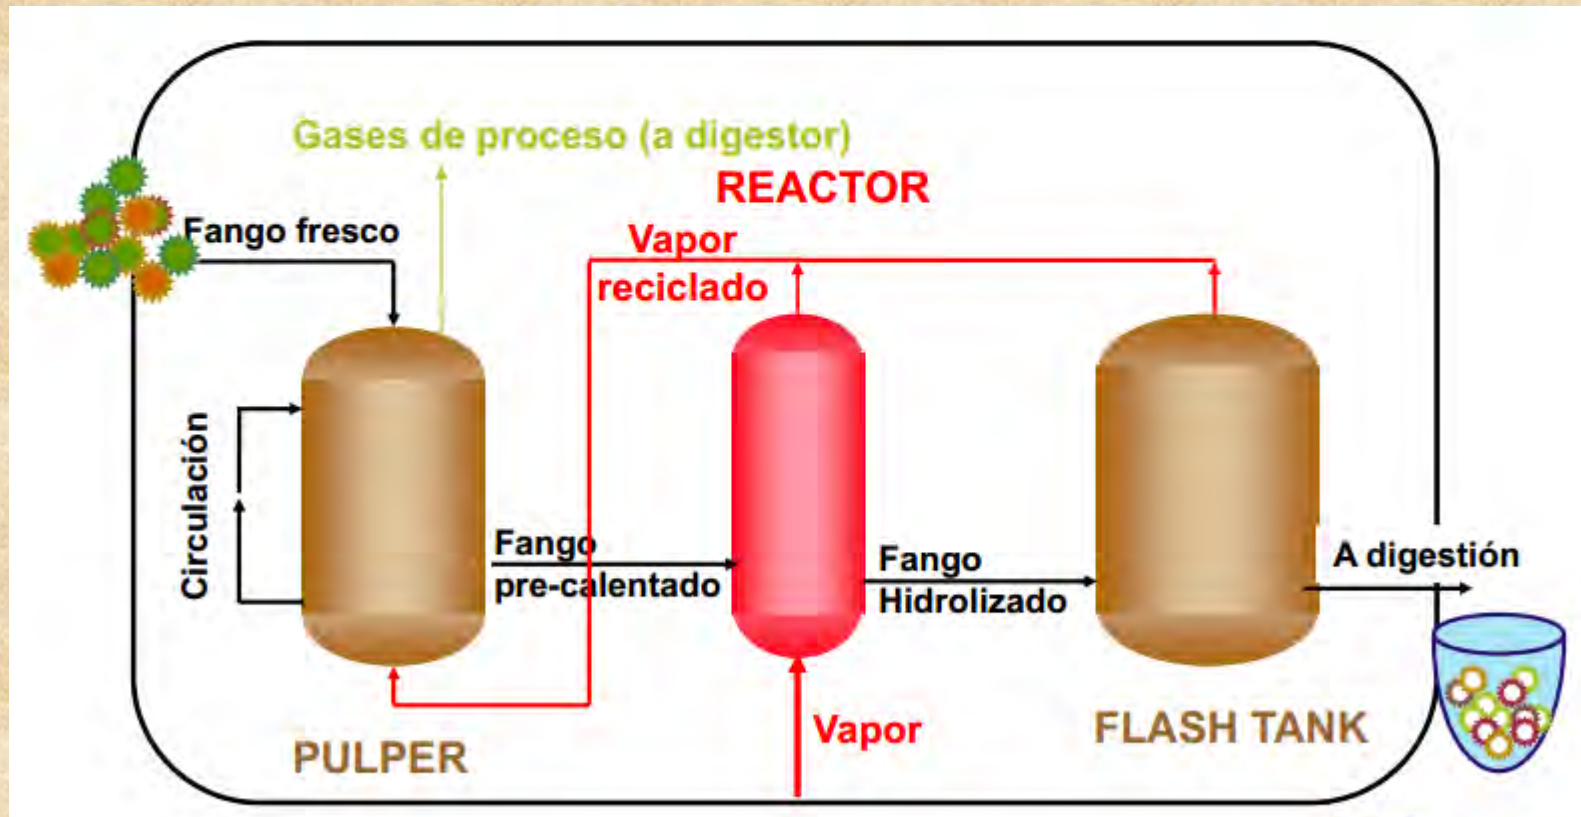 Gases de proceso (a digestor)
REACTOR
Fango fresco
Vapor
reciclado
Circulación
Fango
pre-calentado
Fango
Hidrolizado
A digestión
Vapor
PULPER
FLASH TANK